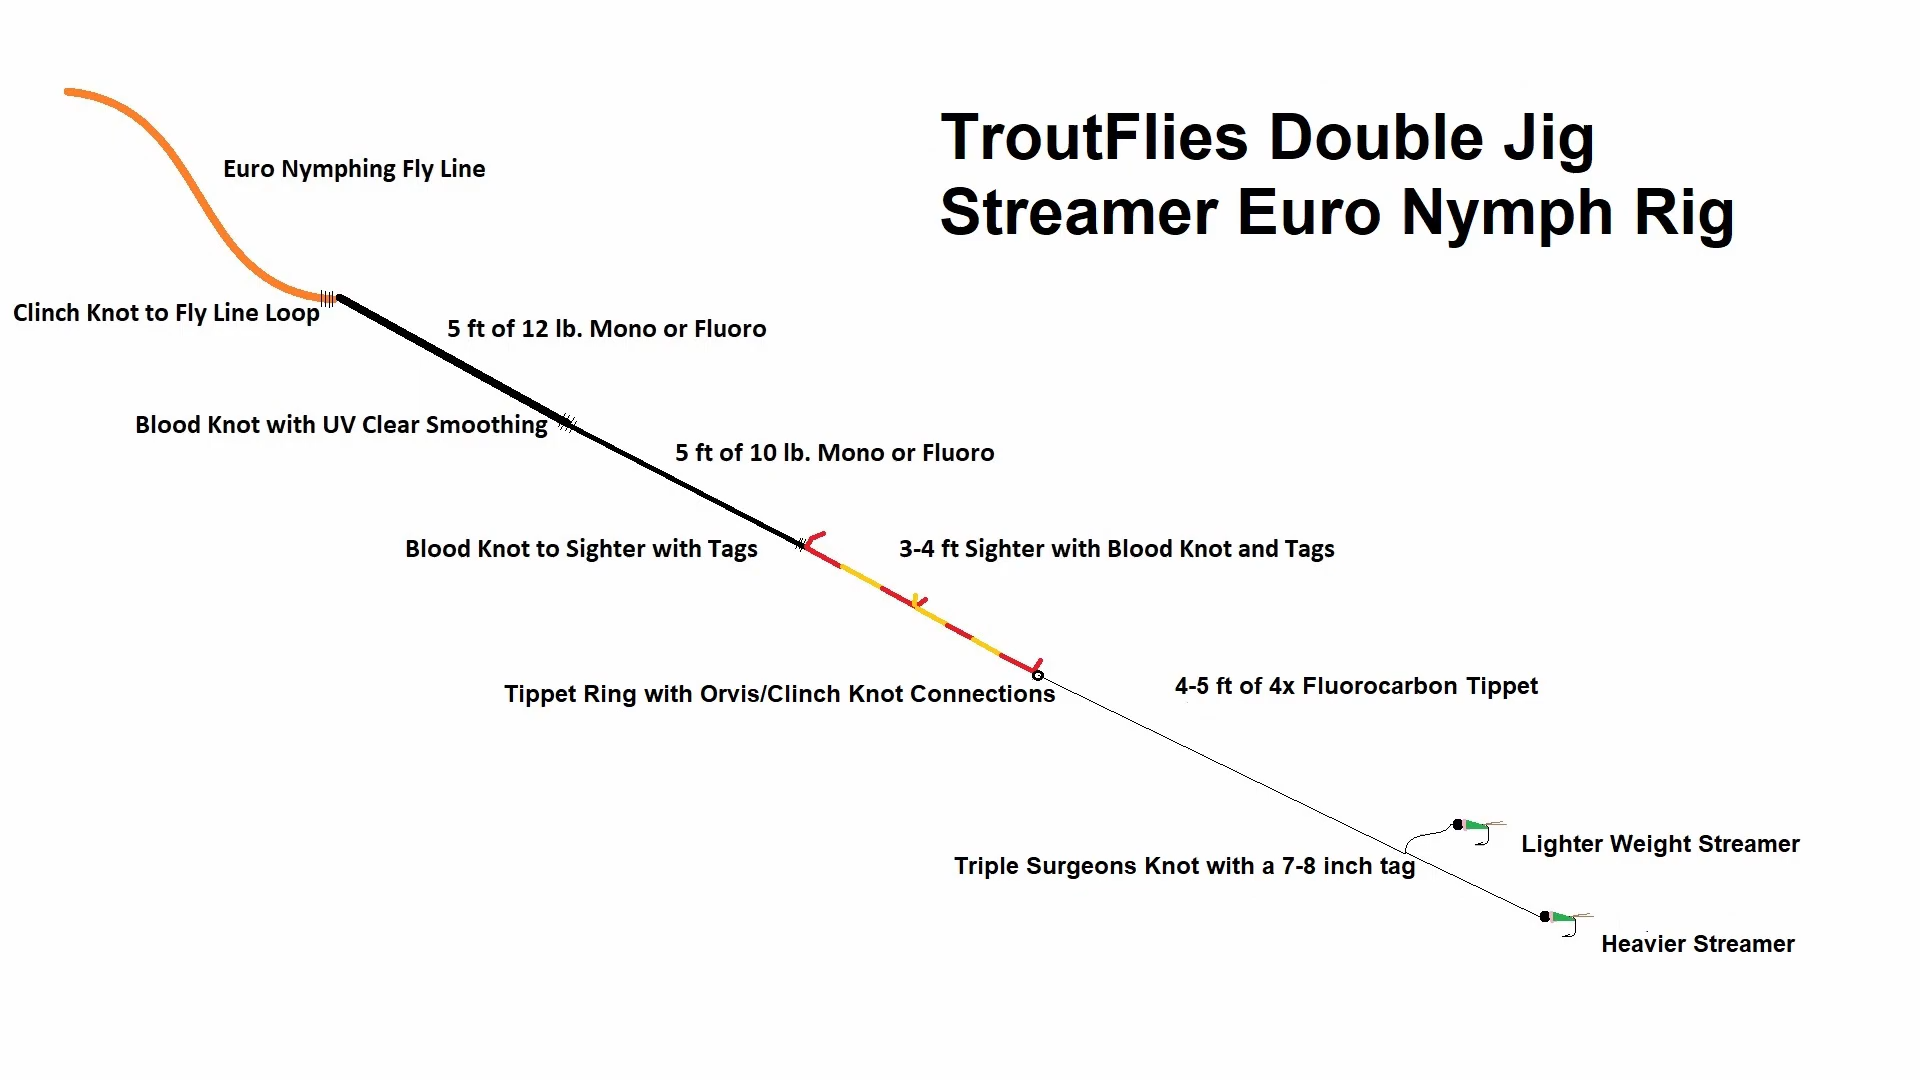 TroutFlies Double Jig
Streamer Euro Nymph Rig
Euro Nymphing Fly Line
Clinch Knot to Fly Line Loop
5 ft of 12 lb. Mono or Fluoro
Blood Knot with UV Clear Smoothing
5 ft of 10 lb. Mono or Fluoro
Blood Knot to Sighter with Tags
3-4 ft Sighter with Blood Knot and Tags
Tippet Ring with Orvis/Clinch Knot Connections
4-5 ft of 4x Fluorocarbon Tippet
Lighter Weight Streamer
Triple Surgeons Knot with a 7-8 inch tag
Heavier Streamer